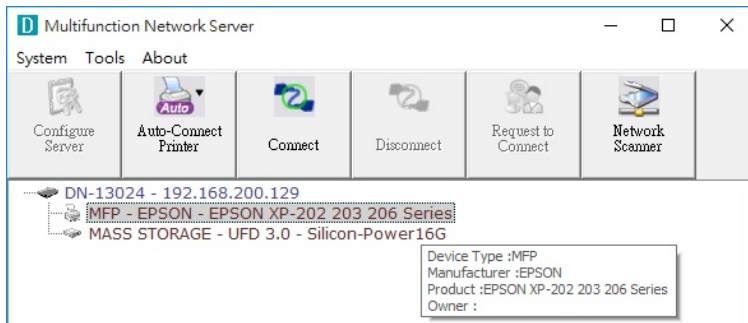 D Multifunction Network Server
System Tools About
Configure Server
Auto
Auto-Connect Printer
Connect
Disconnect
Request to Connect
Network Scanner
DN-13024 - 192.168.200.129
MFP - EPSON - EPSON XP-202 203 206 Series
MASS STORAGE - UFD 3.0 - Silicon-Power16G
Device Type :MFP
Manufacturer :EPSON
Product :EPSON XP-202 203 206 Series
Owner :